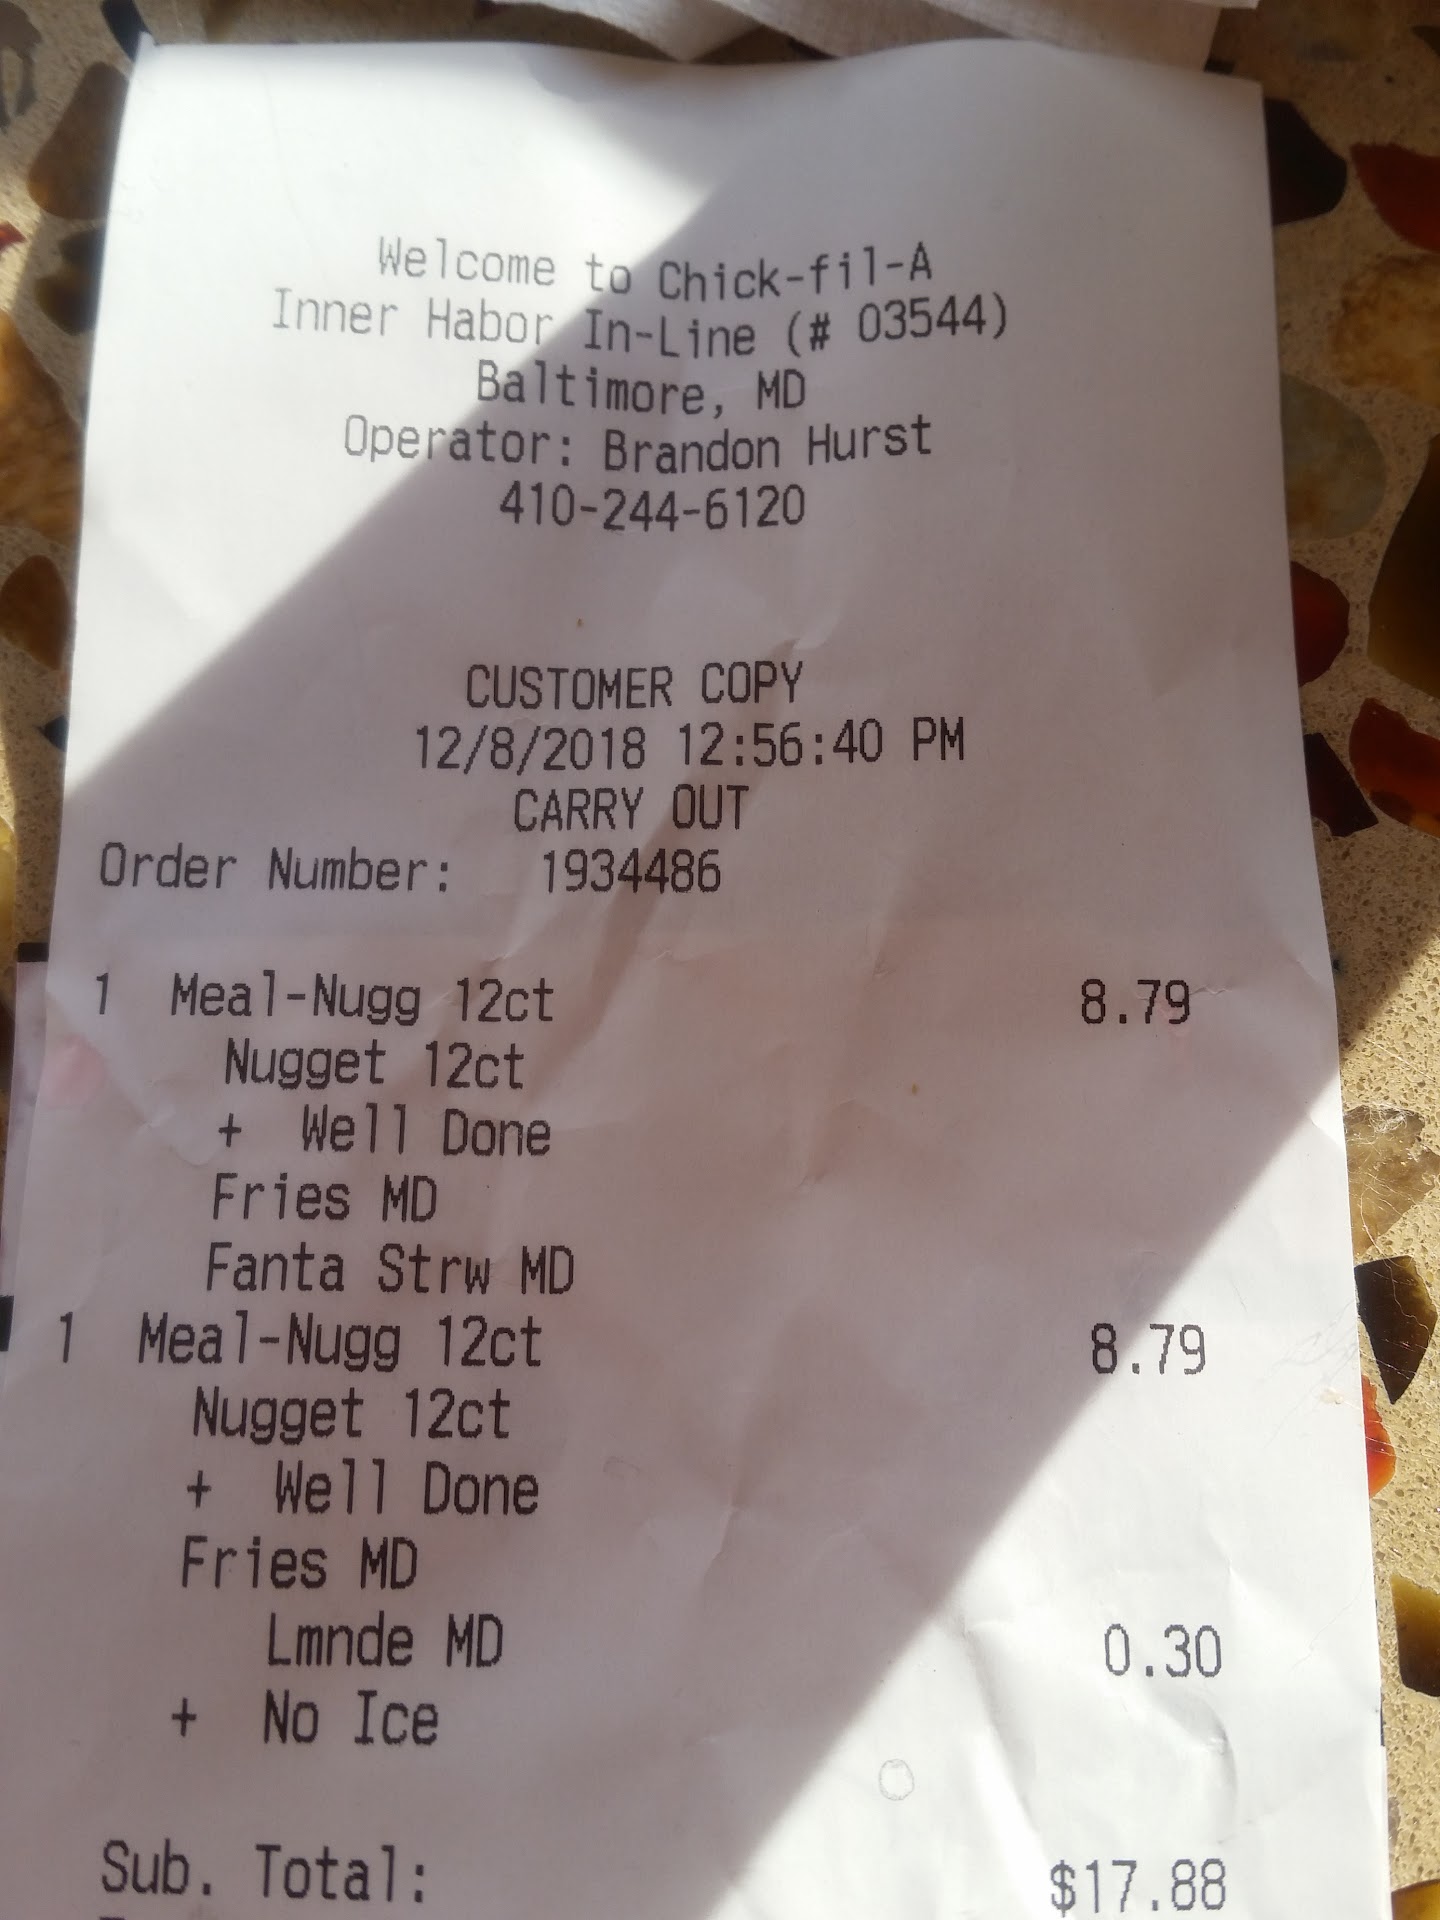 Welcome to Chick-fil-A
Inner Habor In-Line (# 03544)
Baltimore, MD
Operator: Brandon Hurst
410-244-6120
CUSTOMER COPY
12/8/2018 12:56:40 PM
CARRY OUT
Order Number: 1934486
1 Meal-Nugg 12ct 8.79
Nugget 12ct
+ Well Done
Fries MD
Fanta Strw MD
1 Meal-Nugg 12ct 8.79
Nugget 12ct
+ Well Done
Fries MD
Lmnde MD 0.30
+ No Ice
Sub. Total: $17.88